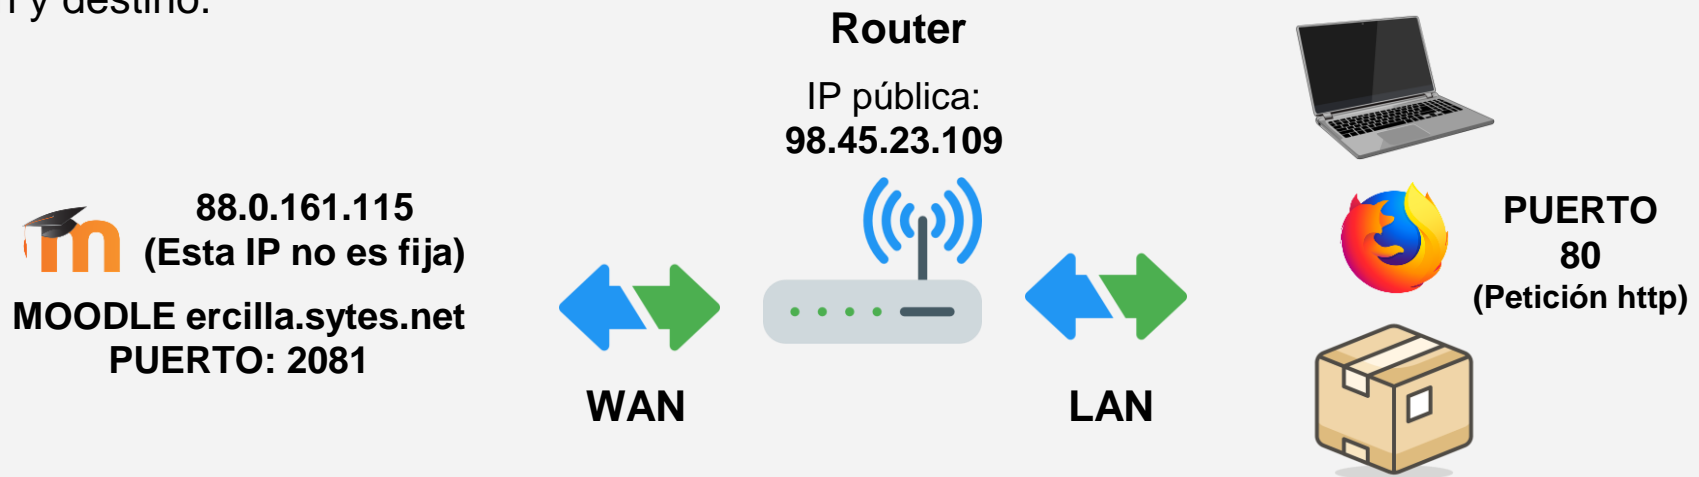 y destino.
Router
IP pública:
98.45.23.109
88.0.161.115
(Esta IP no es fija)
MOODLE ercilla.sytes.net
PUERTO: 2081
WAN
LAN
PUERTO
80
(Petición http)